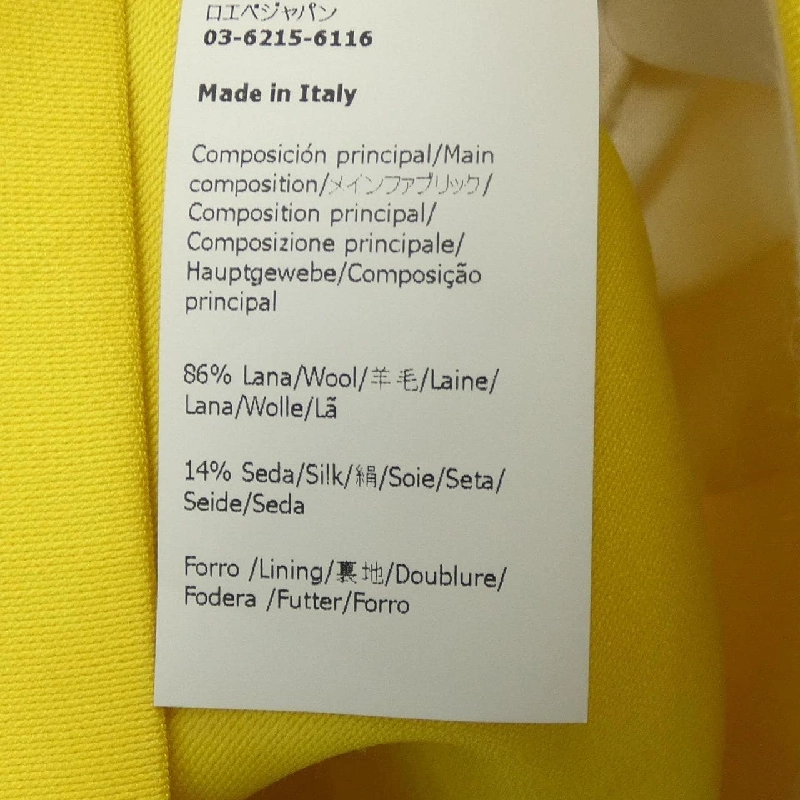 ロエベジャパン
03-6215-6116
Made in Italy
Composición principal/Main
composition/メインファブリック/
Composition principal/
Composizione principale/
Hauptgewebe/Composição
principal
86% Lana/Wool/羊毛/Laine/
Lana/Wolle/Lã
14% Seda/Silk/絹/Soie/Seta/
Seide/Seda
Forro /Lining/裏地/Doublure/
Fodera /Futter/Forro